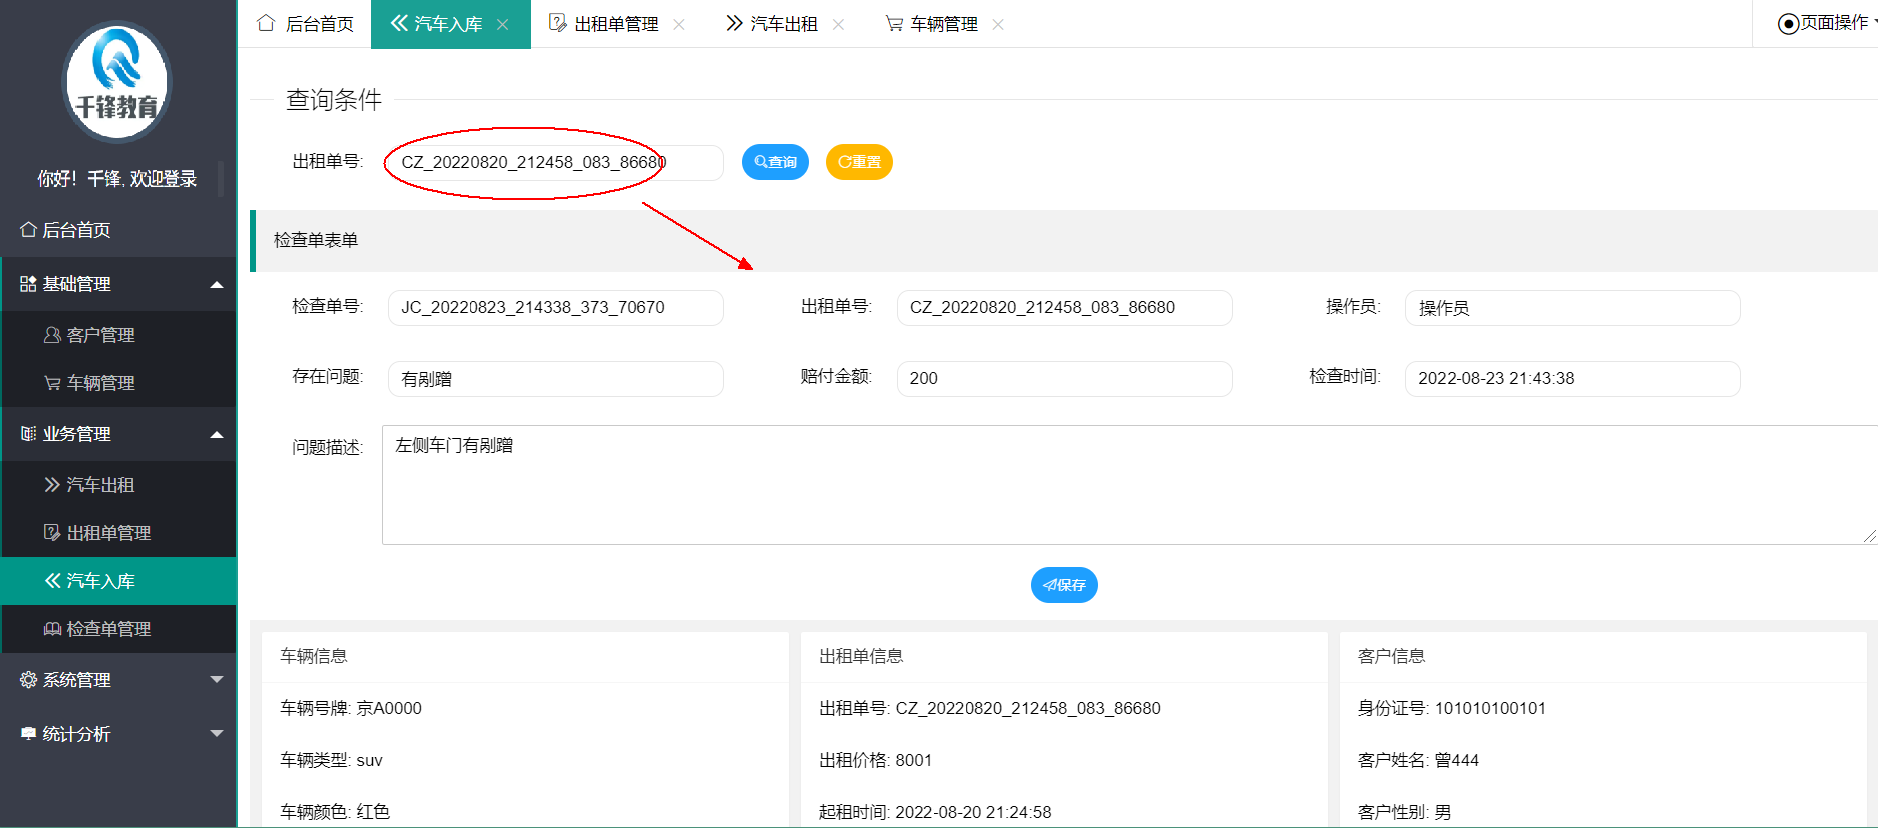 千锋教育
你好！千锋, 欢迎登录
后台首页
基础管理
客户管理
车辆管理
业务管理
汽车出租
出租单管理
汽车入库
检查单管理
系统管理
统计分析
后台首页 汽车入库 出租单管理 汽车出租 车辆管理 页面操作
查询条件
出租单号: CZ_20220820_212458_083_86680 查询 重置
检查单表单
检查单号: JC_20220823_214338_373_70670 出租单号: CZ_20220820_212458_083_86680 操作员: 操作员
存在问题: 有剐蹭 赔付金额: 200 检查时间: 2022-08-23 21:43:38
问题描述: 左侧车门有剐蹭
保存
车辆信息
车辆号牌: 京A0000
车辆类型: suv
车辆颜色: 红色
出租单信息
出租单号: CZ_20220820_212458_083_86680
出租价格: 8001
起租时间: 2022-08-20 21:24:58
客户信息
身份证号: 101010100101
客户姓名: 曾444
客户性别: 男